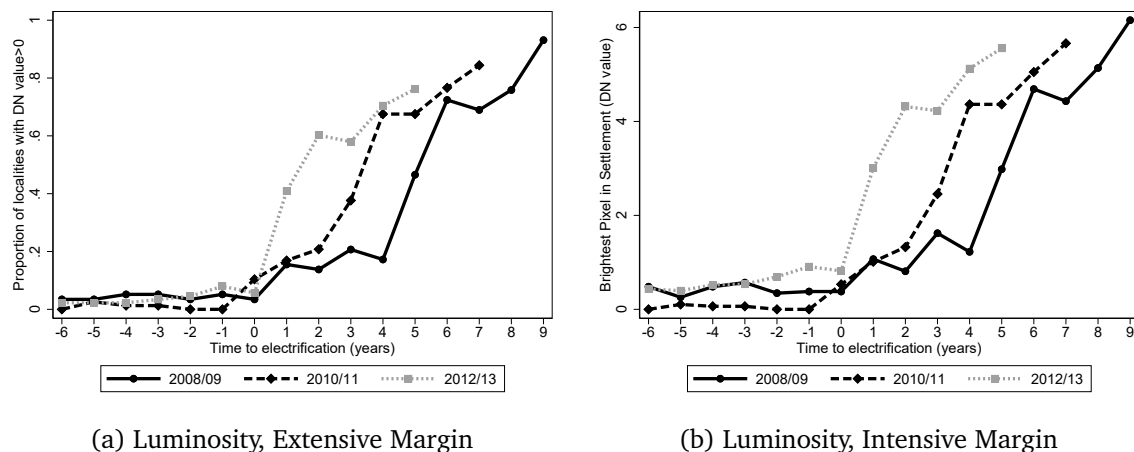 Proportion of localities with DN value>0
0 .2 .4 .6 .8 1
-6 -5 -4 -3 -2 -1 0 1 2 3 4 5 6 7 8 9
Time to electrification (years)
2008/09 2010/11 2012/13
(a) Luminosity, Extensive Margin
Brightest Pixel in Settlement (DN value)
0 2 4 6
-6 -5 -4 -3 -2 -1 0 1 2 3 4 5 6 7 8 9
Time to electrification (years)
2008/09 2010/11 2012/13
(b) Luminosity, Intensive Margin